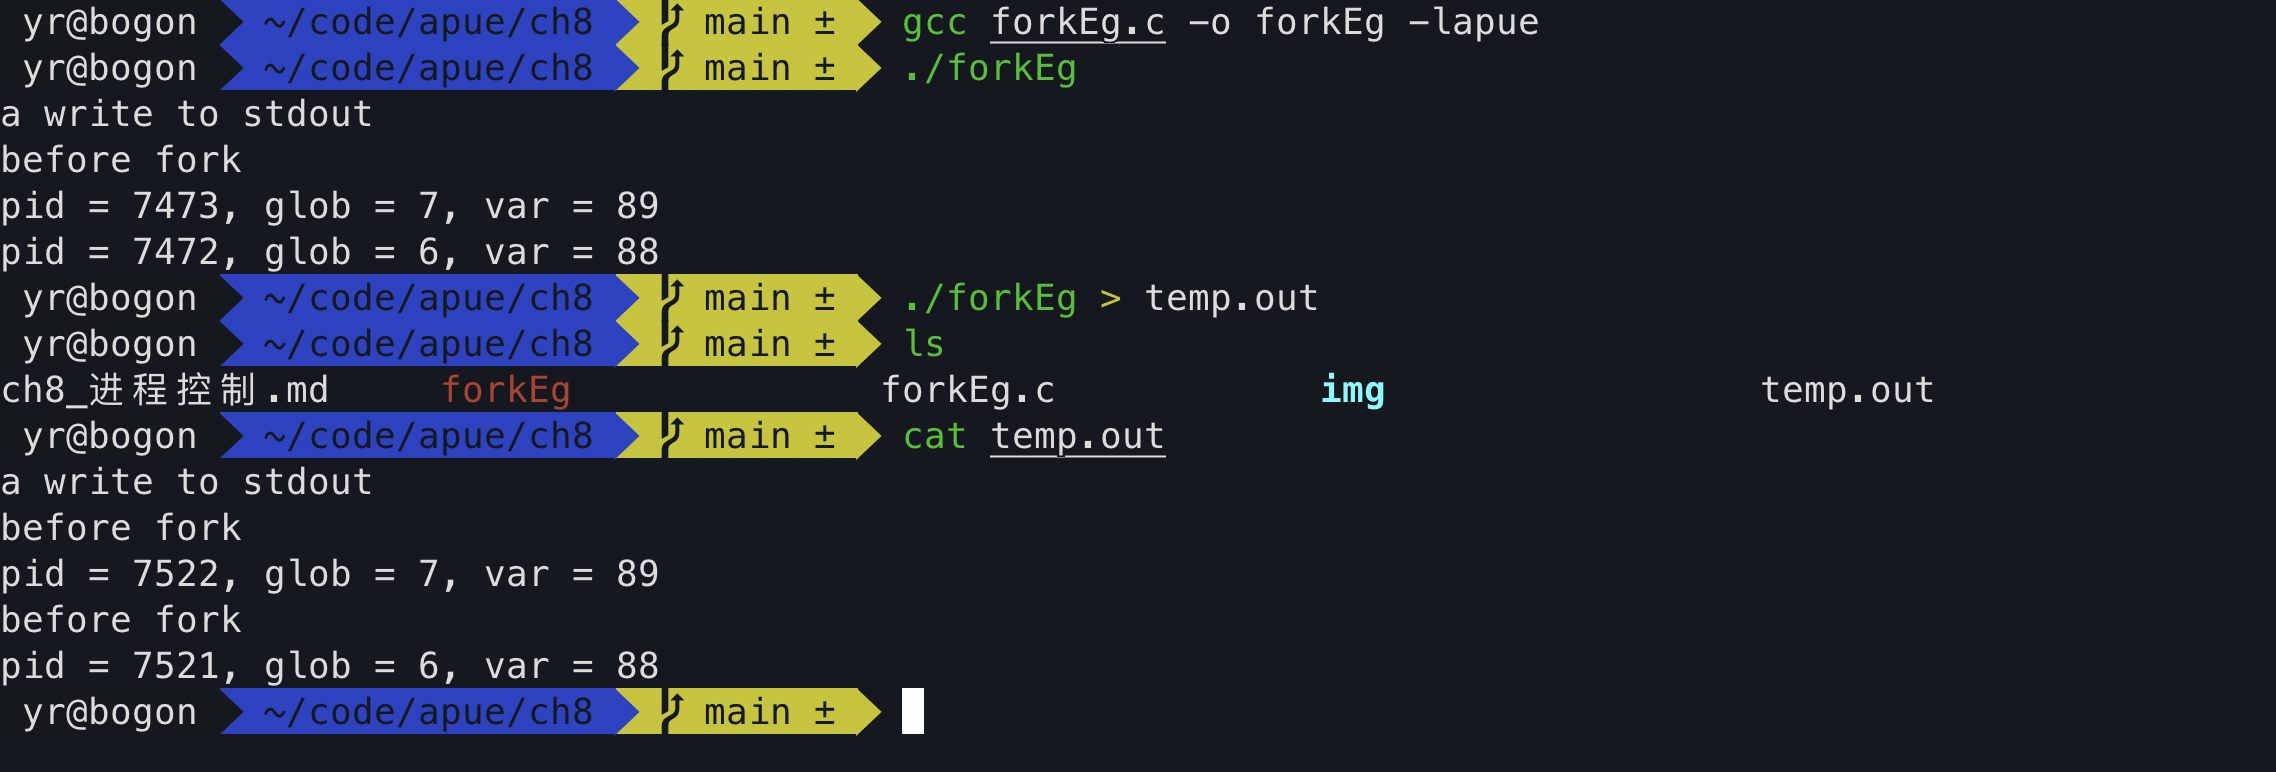 yr@bogon ~/code/apue/ch8 main ± gcc forkEg.c -o forkEg -lapue
yr@bogon ~/code/apue/ch8 main ± ./forkEg
a write to stdout
before fork
pid = 7473, glob = 7, var = 89
pid = 7472, glob = 6, var = 88
yr@bogon ~/code/apue/ch8 main ± ./forkEg > temp.out
yr@bogon ~/code/apue/ch8 main ± ls
ch8_进程控制.md forkEg forkEg.c img temp.out
yr@bogon ~/code/apue/ch8 main ± cat temp.out
a write to stdout
before fork
pid = 7522, glob = 7, var = 89
before fork
pid = 7521, glob = 6, var = 88
yr@bogon ~/code/apue/ch8 main ±